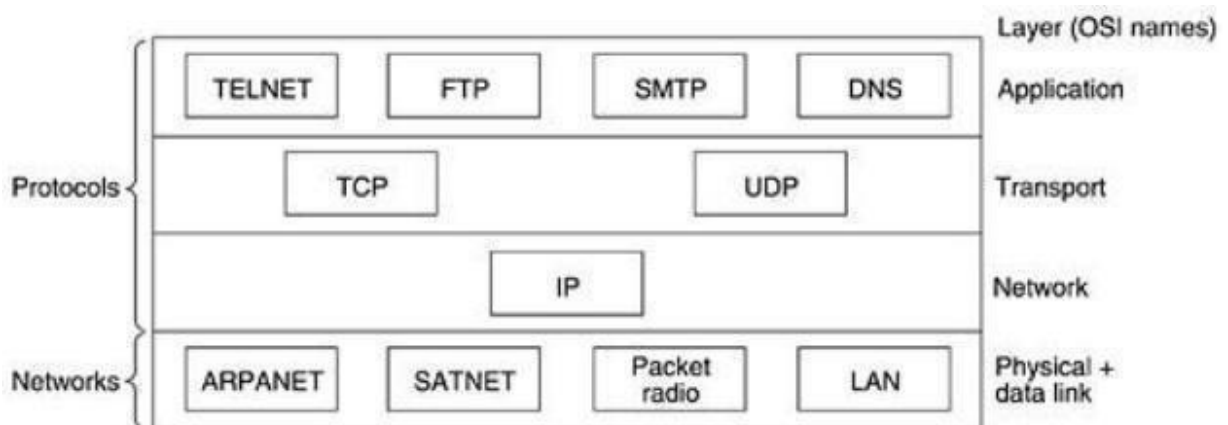 Layer (OSI names)
TELNET FTP SMTP DNS Application
Protocols TCP UDP Transport
IP Network
Networks ARPANET SATNET Packet radio LAN Physical + data link